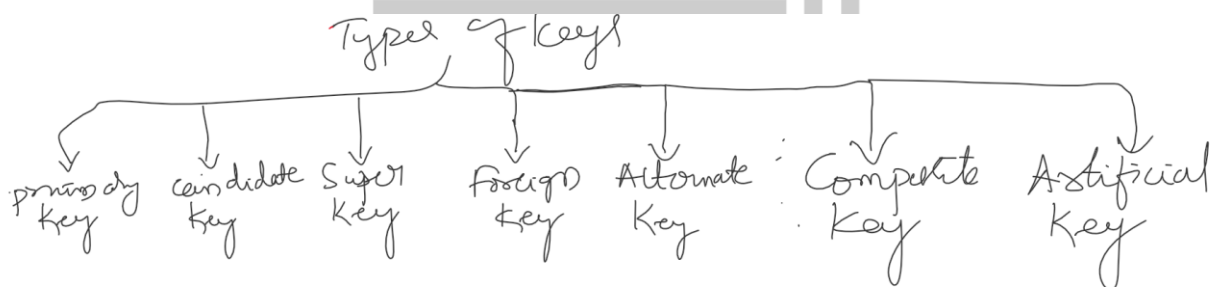 Types of Keys
primary candidate Super Foreign Alternate Composite Artificial
Key Key Key Key Key Key Key